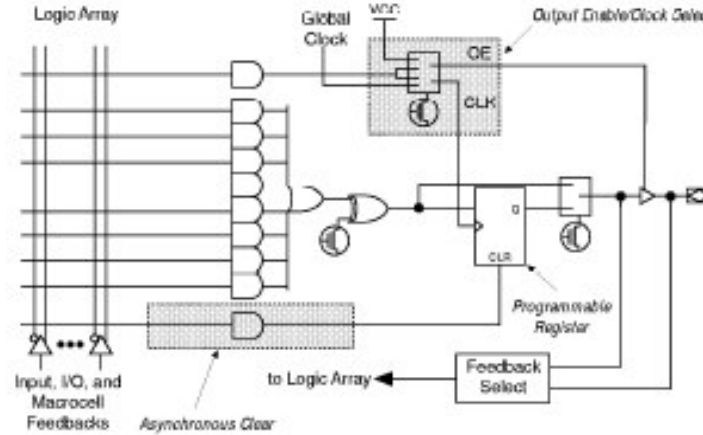 Logic Array
Global
Clock
VCC
Output Enable/Clock Select
OE
CLK
Q
CLR
Programmable
Register
Input, I/O, and
Macrocell
Feedbacks
Asynchronous Clear
to Logic Array
Feedback
Select